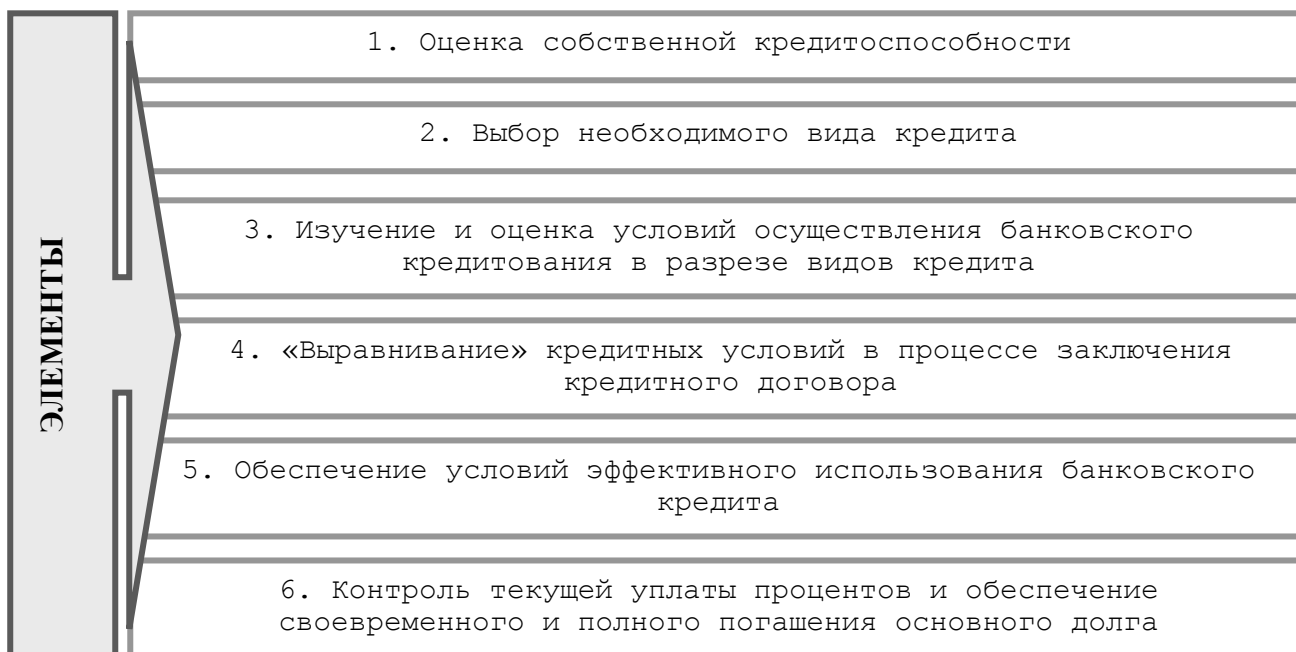 ЭЛЕМЕНТЫ
1. Оценка собственной кредитоспособности
2. Выбор необходимого вида кредита
3. Изучение и оценка условий осуществления банковского
кредитования в разрезе видов кредита
4. «Выравнивание» кредитных условий в процессе заключения
кредитного договора
5. Обеспечение условий эффективного использования банковского
кредита
6. Контроль текущей уплаты процентов и обеспечение
своевременного и полного погашения основного долга